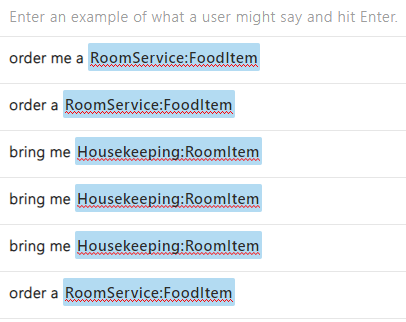 Enter an example of what a user might say and hit Enter.
order me a RoomService:FoodItem
order a RoomService:FoodItem
bring me Housekeeping:RoomItem
bring me Housekeeping:RoomItem
bring me Housekeeping:RoomItem
order a RoomService:FoodItem